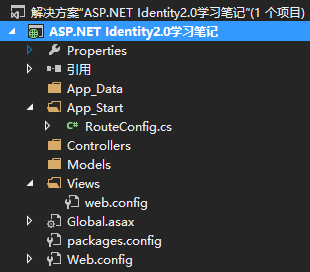 解决方案"ASP.NET Identity2.0学习笔记"(1 个项目)
ASP.NET Identity2.0学习笔记
Properties
引用
App_Data
App_Start
C# RouteConfig.cs
Controllers
Models
Views
web.config
Global.asax
packages.config
Web.config